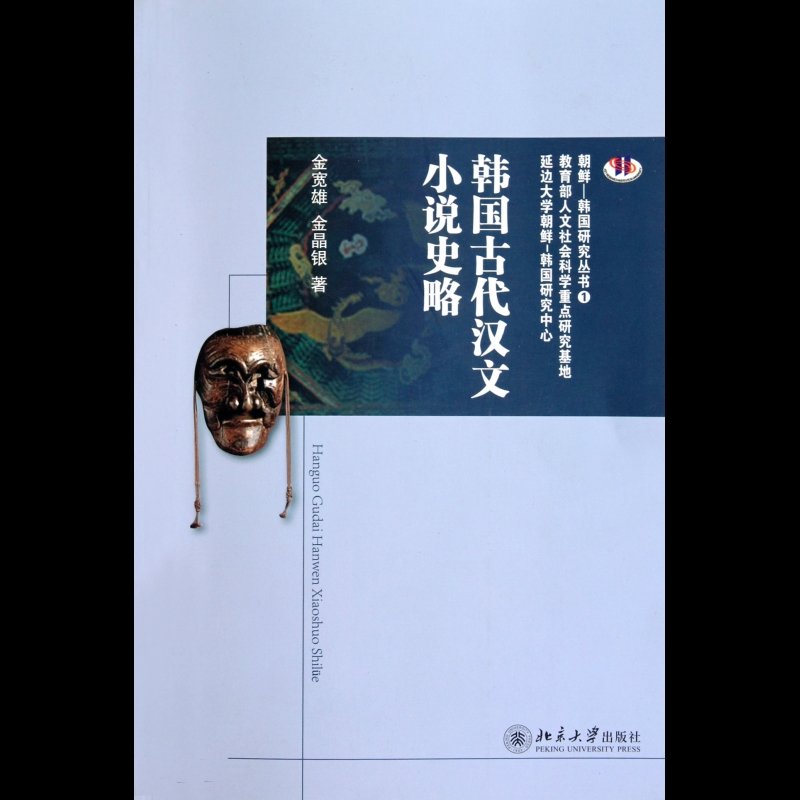 朝鲜—韩国研究丛书❶
教育部人文社会科学重点研究基地
延边大学朝鲜-韩国研究中心
韩国古代汉文
小说史略
金宽雄 金晶银 著
Hanguo Gudai Hanwen Xiaoshuo Shilüe
北京大学出版社
PEKING UNIVERSITY PRESS